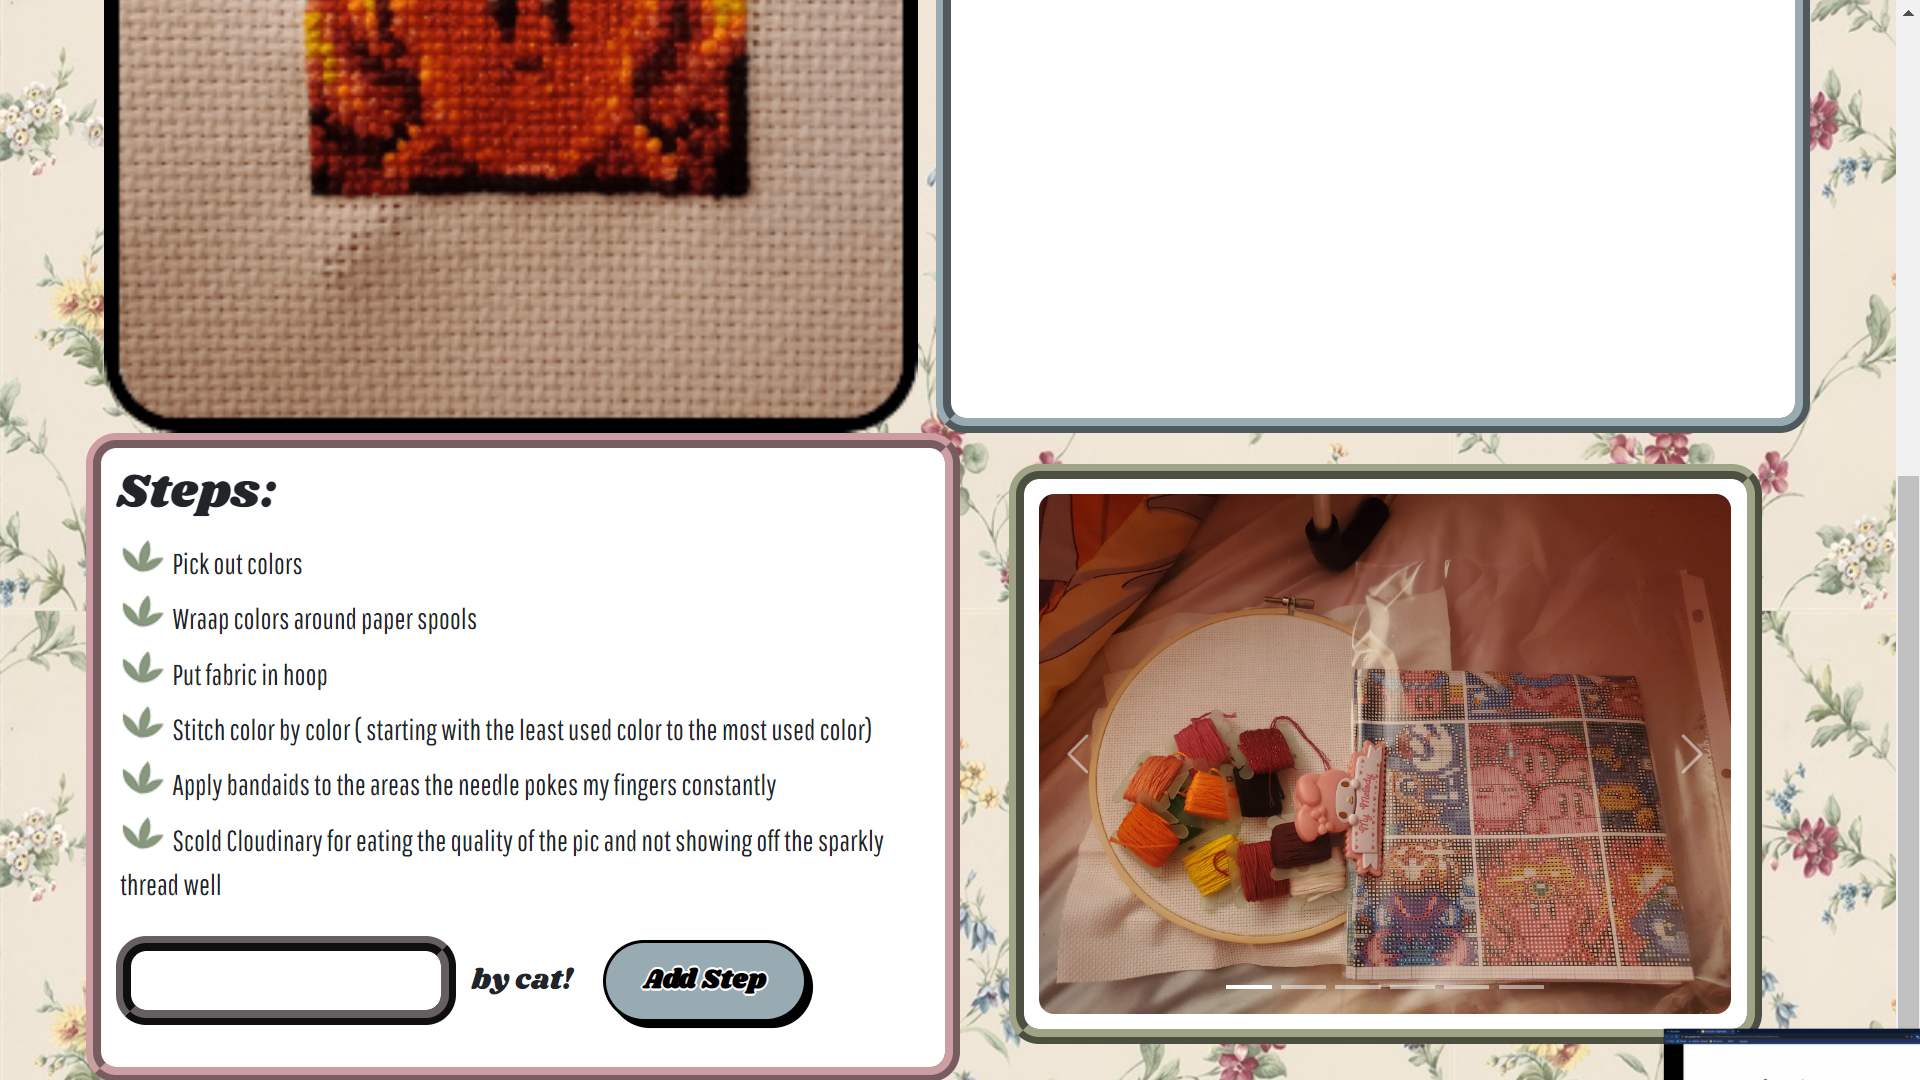 Steps:
Pick out colors
Wraap colors around paper spools
Put fabric in hoop
Stitch color by color ( starting with the least used color to the most used color)
Apply bandaids to the areas the needle pokes my fingers constantly
Scold Cloudinary for eating the quality of the pic and not showing off the sparkly
thread well
by cat!
Add Step
My Melody